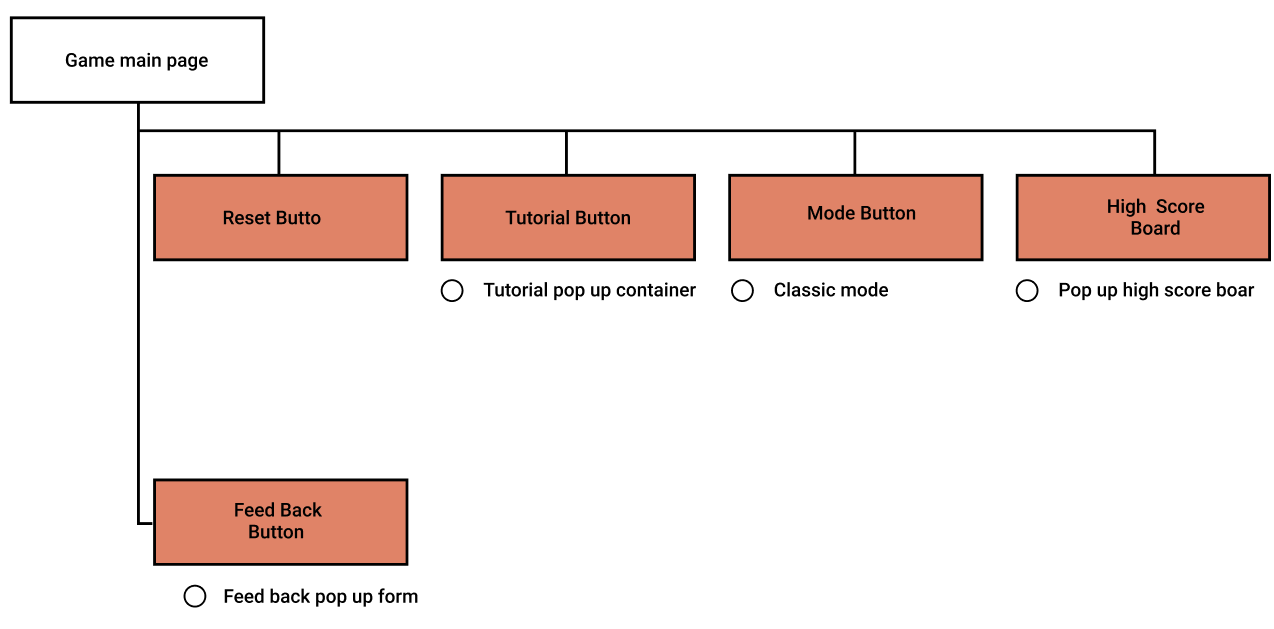 Game main page
Reset Butto
Tutorial Button
Mode Button
High Score
Board
Tutorial pop up container
Classic mode
Pop up high score boar
Feed Back
Button
Feed back pop up form